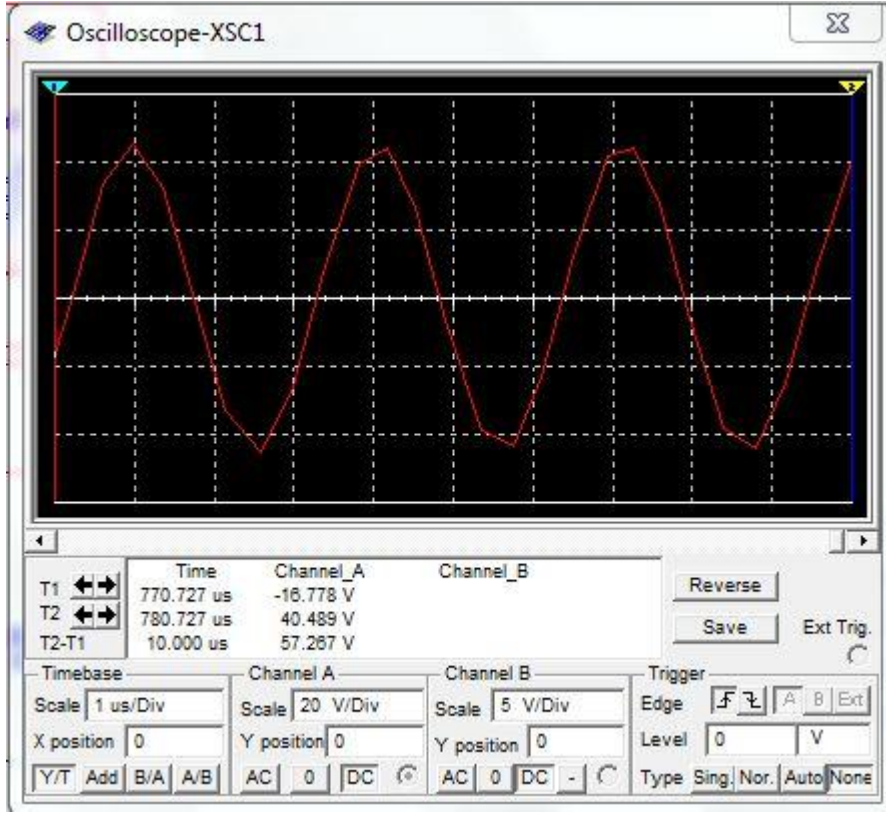 Oscilloscope-XSC1
1 2
Time Channel_A Channel_B
T1 770.727 us -16.778 V
T2 780.727 us 40.489 V
T2-T1 10.000 us 57.267 V
Reverse
Save Ext Trig.
Timebase Channel A Channel B Trigger
Scale 1 us/Div Scale 20 V/Div Scale 5 V/Div Edge A B Ext
X position 0 Y position 0 Y position 0 Level 0 V
Y/T Add B/A A/B AC 0 DC AC 0 DC - Type Sing. Nor. Auto None